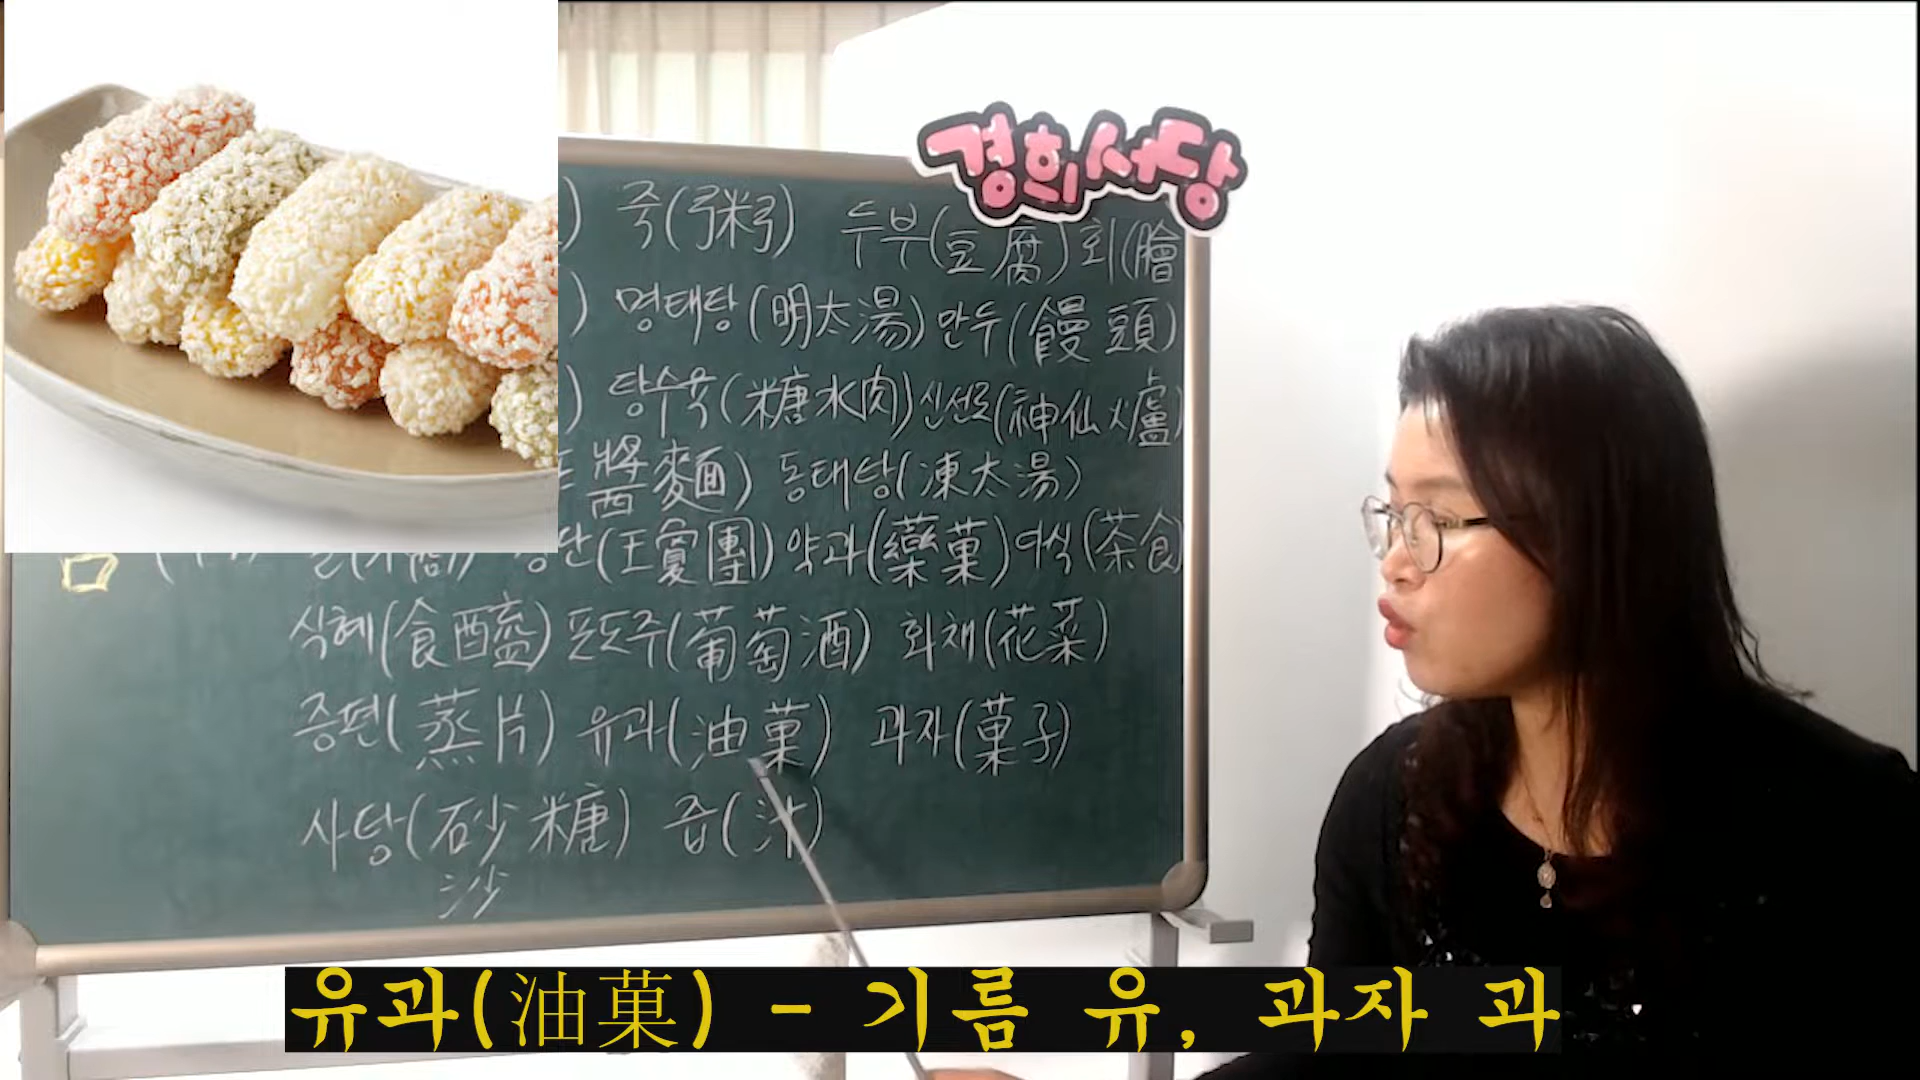 경희서당
) 죽(粥) 두부(豆腐) 회(膾
) 명태탕(明太湯) 만두(饅頭)
) 탕수육(糖水肉) 신선로(神仙爐)
醬麵) 동태탕(凍太湯)
단(王 團) 약과(藥菓) 다식(茶食)
식혜(食醯) 포도주(葡萄酒) 화채(花菜)
증편(蒸片) 유과(油菓) 과자(菓子)
사탕(砂糖) 즙(汁)
沙
유과(油菓) - 기름 유, 과자 과